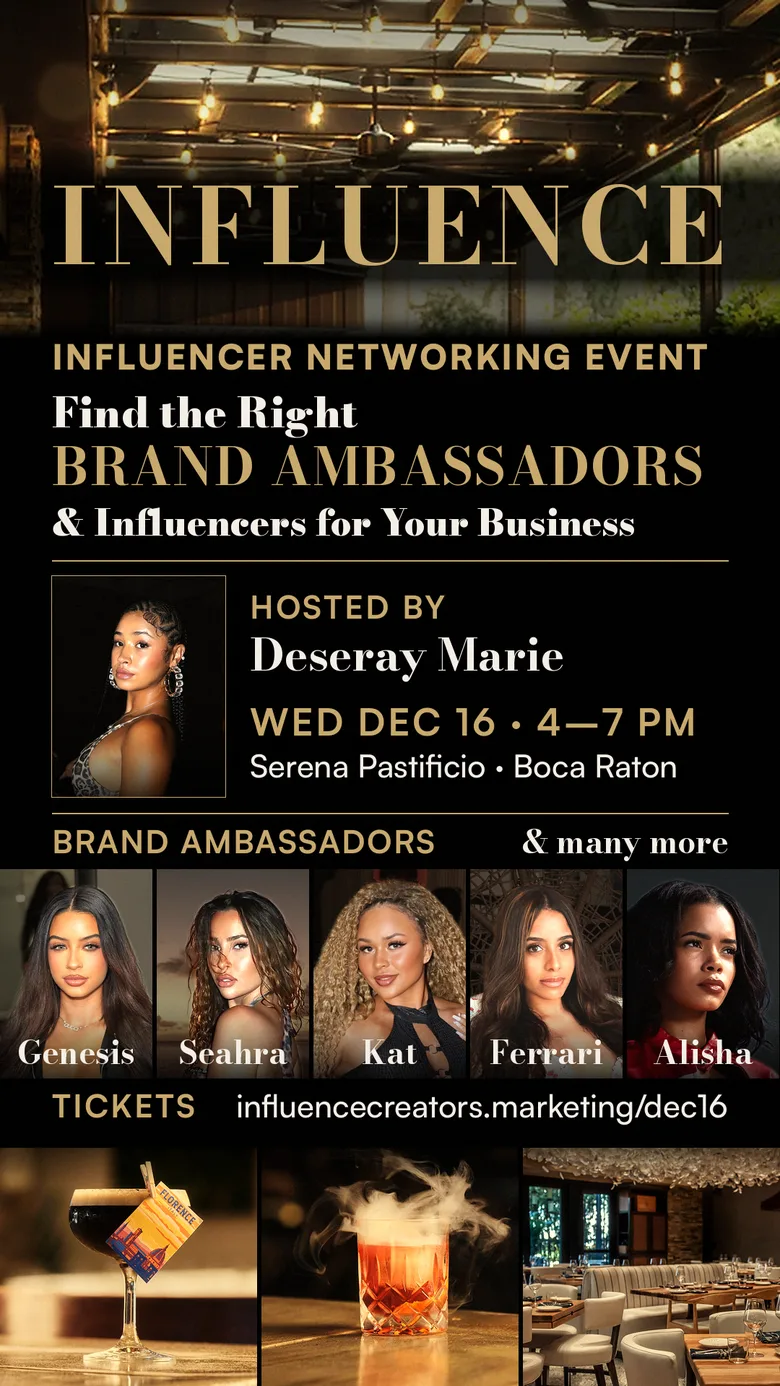 INFLUENCE
INFLUENCER NETWORKING EVENT
Find the Right
BRAND AMBASSADORS
& Influencers for Your Business
HOSTED BY
Deseray Marie
WED DEC 16 · 4—7 PM
Serena Pastificio · Boca Raton
BRAND AMBASSADORS & many more
Genesis Seahra Kat Ferrari Alisha
TICKETS influencecreators.marketing/dec16
FLORENCE